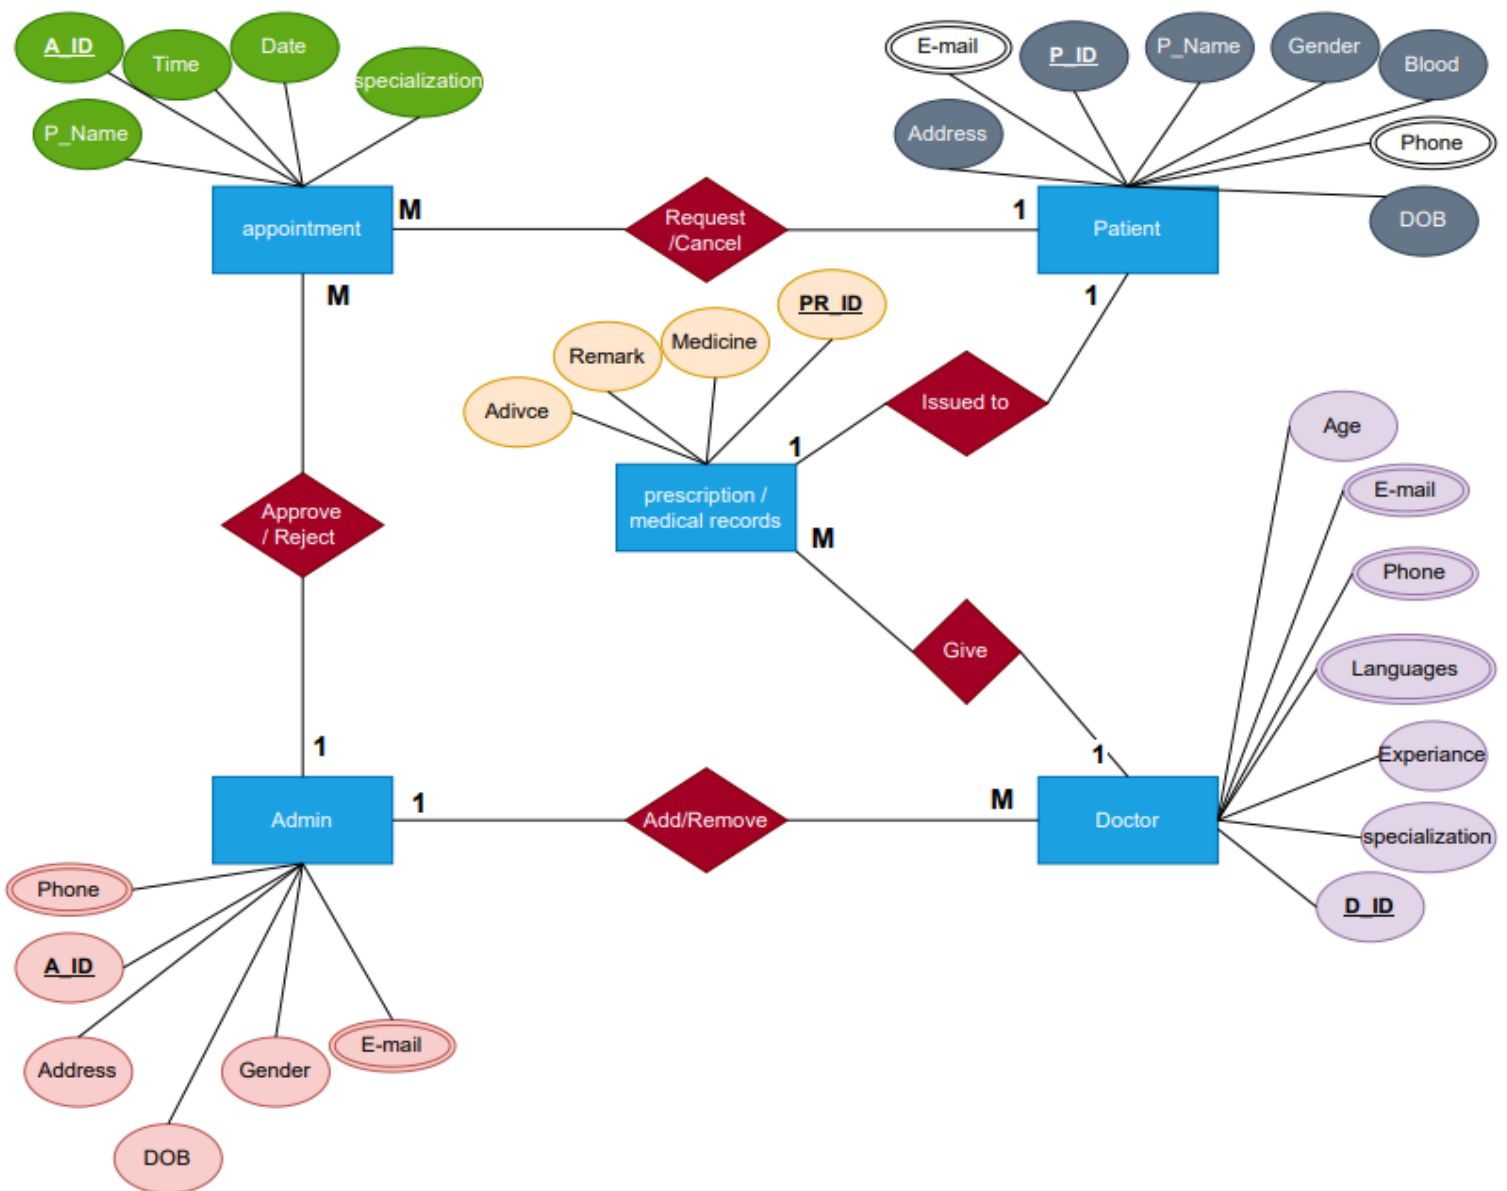 A_ID
Time
Date
specialization
P_Name
E-mail
P_ID
P_Name
Gender
Blood
Address
Phone
DOB
appointment
M
Request
/Cancel
1
Patient
M
1
PR_ID
Medicine
Remark
Adivce
Issued to
1
prescription /
medical records
M
Approve
/ Reject
Age
E-mail
Phone
Languages
Experiance
specialization
D_ID
Give
1
1
Admin
1
Add/Remove
M
Doctor
Phone
A_ID
Address
DOB
Gender
E-mail